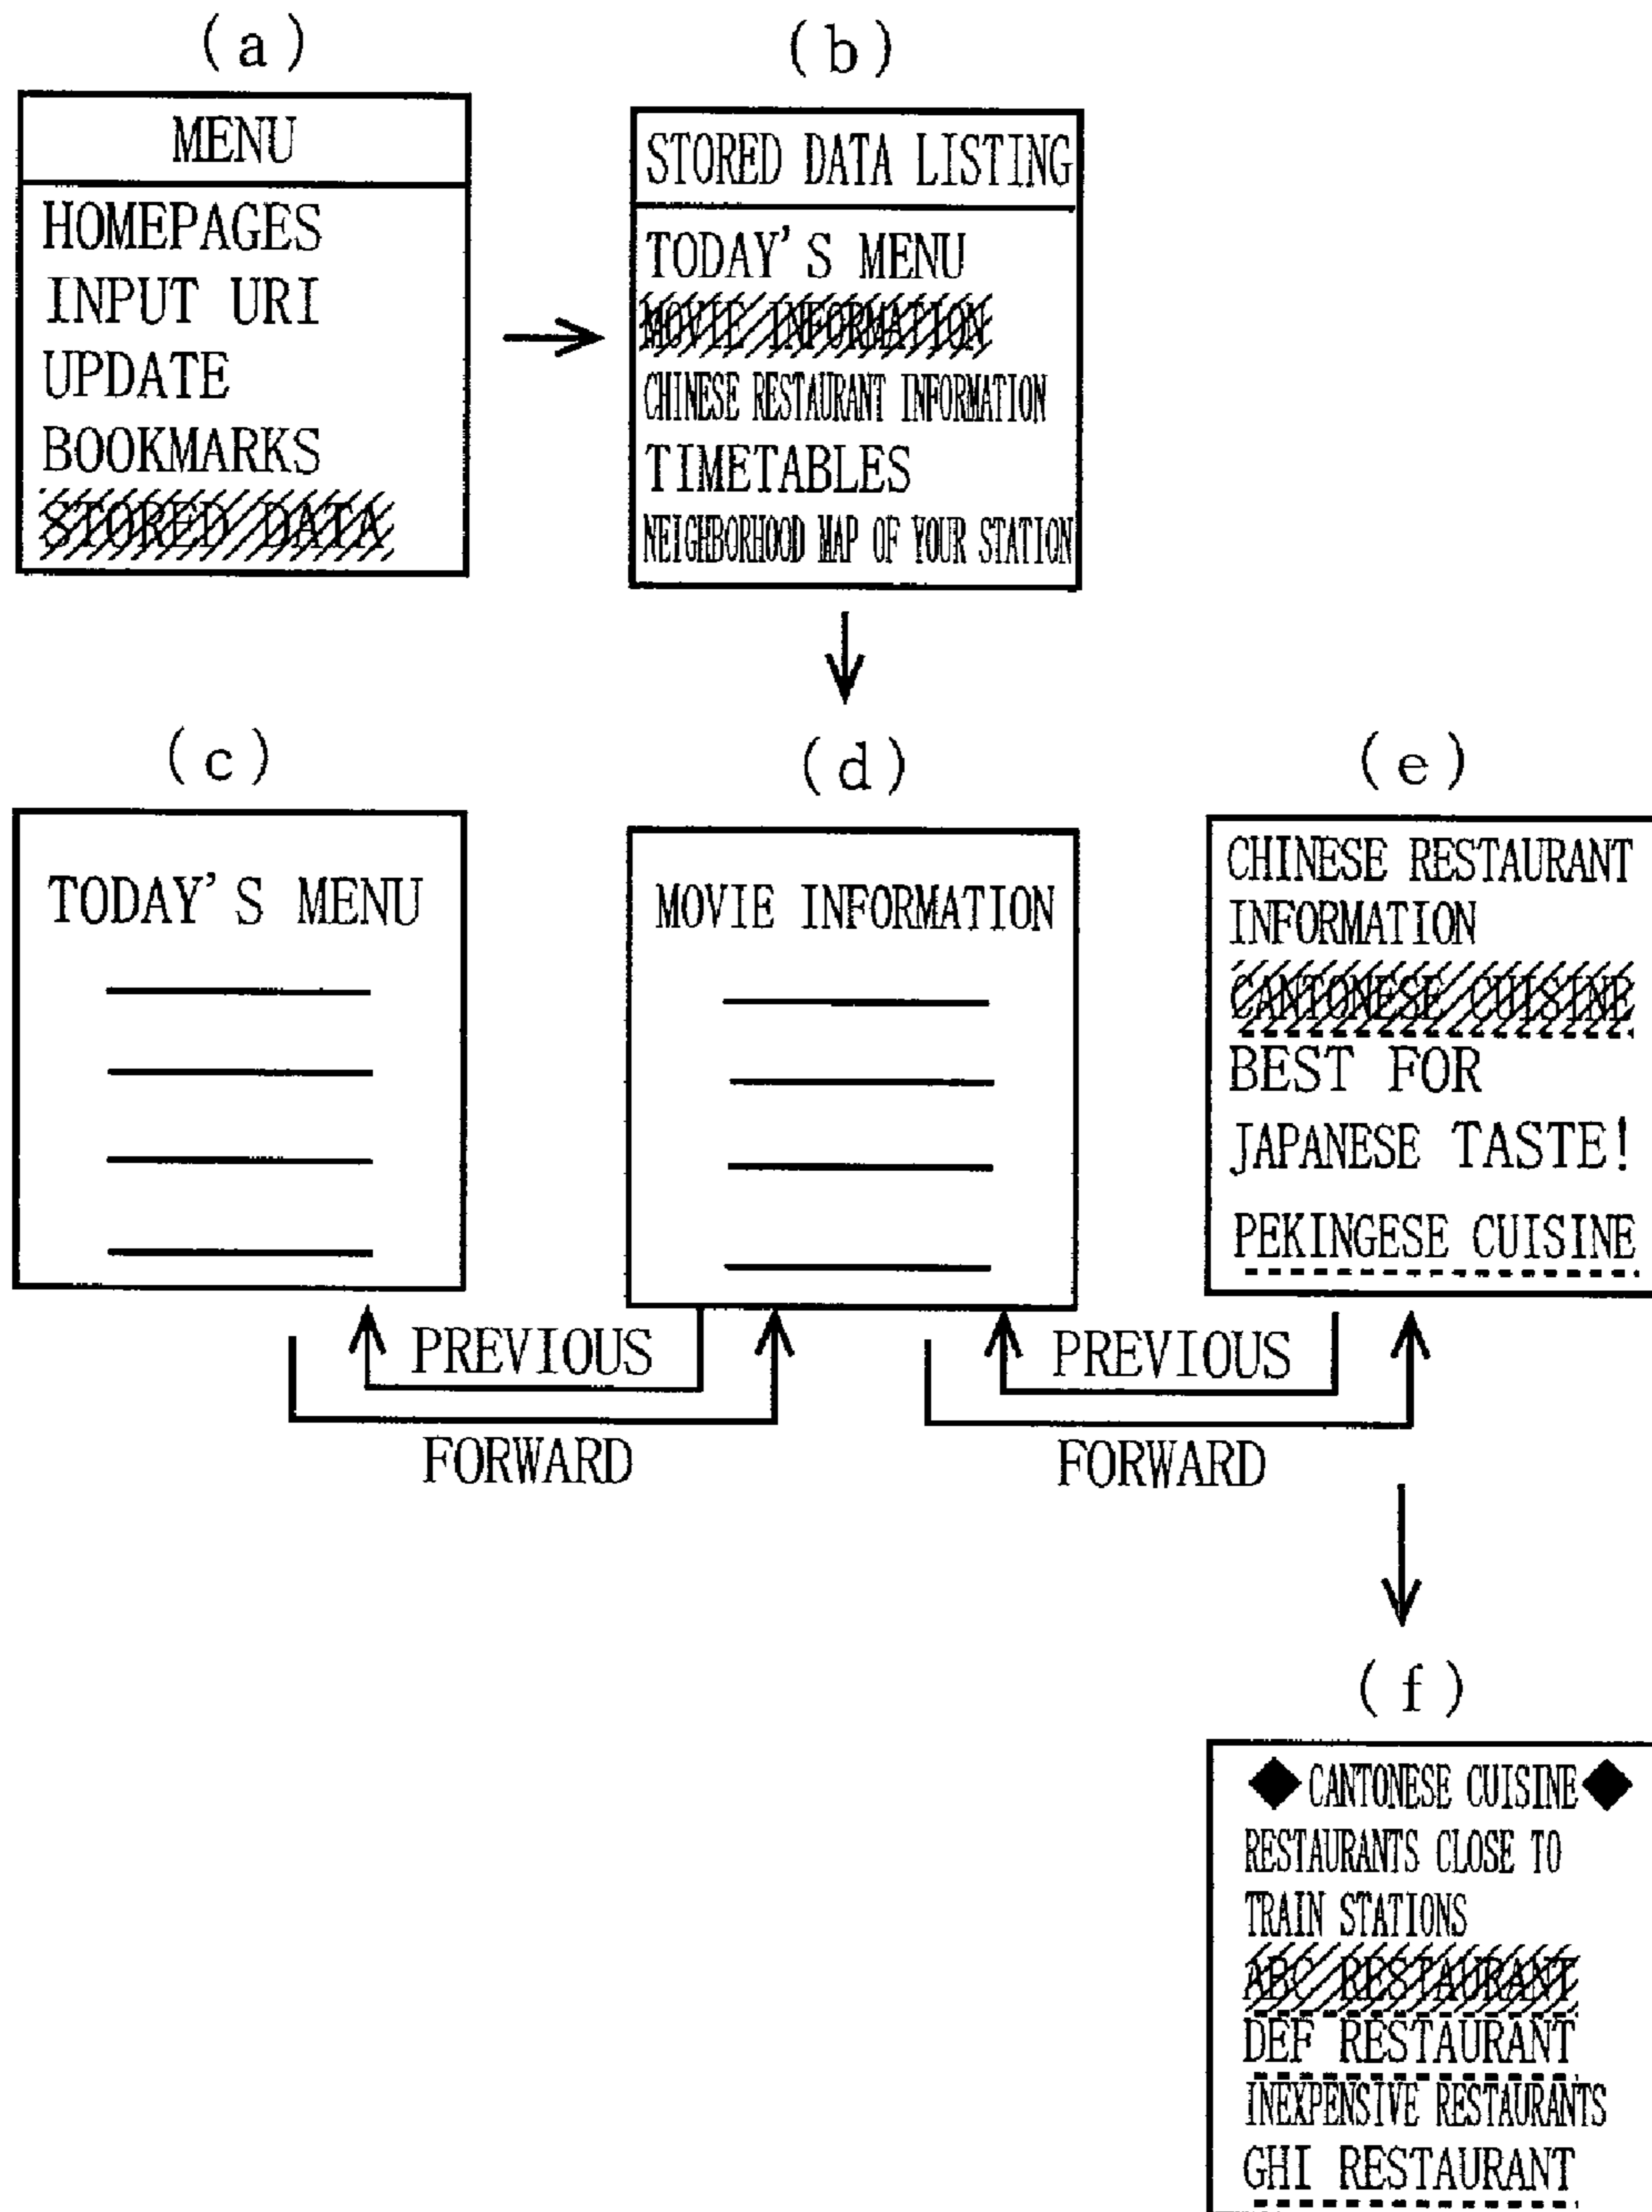 (a)
MENU
HOMEPAGES
INPUT URI
UPDATE
BOOKMARKS
STORED DATA
(b)
STORED DATA LISTING
TODAY'S MENU
MOVIE INFORMATION
CHINESE RESTAURANT INFORMATION
TIMETABLES
NEIGHBORHOOD MAP OF YOUR STATION
(c)
TODAY'S MENU
(d)
MOVIE INFORMATION
(e)
CHINESE RESTAURANT
INFORMATION
CANTONESE CUISINE
BEST FOR
JAPANESE TASTE!
PEKINGESE CUISINE
PREVIOUS
FORWARD
PREVIOUS
FORWARD
(f)
◆CANTONESE CUISINE◆
RESTAURANTS CLOSE TO
TRAIN STATIONS
ABC RESTAURANT
DEF RESTAURANT
INEXPENSIVE RESTAURANTS
GHI RESTAURANT